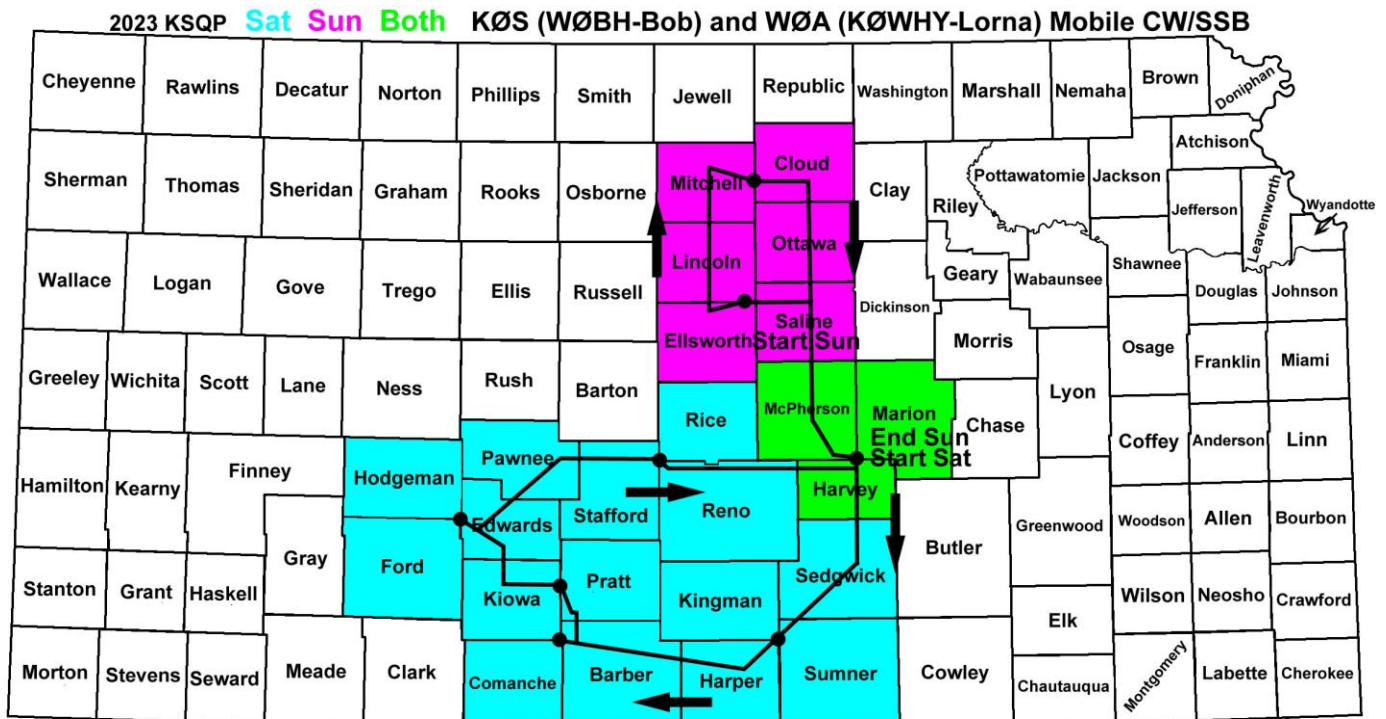 2023 KSQP Sat Sun Both KØS (WØBH-Bob) and WØA (KØWHY-Lorna) Mobile CW/SSB
Cheyenne Rawlins Decatur Norton Phillips Smith Jewell Republic Washington Marshall Nemaha Brown Doniphan
Atchison
Sherman Thomas Sheridan Graham Rooks Osborne Mitchell Cloud Clay Riley Pottawatomie Jackson
Jefferson Leavenworth Wyandotte
Wallace Logan Gove Trego Ellis Russell Lincoln Ottawa Geary Wabaunsee Shawnee
Dickinson Douglas Johnson
Ellsworth Saline
Start Sun Morris Osage
Greeley Wichita Scott Lane Ness Rush Barton Franklin Miami
Rice McPherson Marion Chase Lyon
End Sun
Start Sat
Coffey Anderson Linn
Hamilton Kearny Finney Hodgeman Pawnee Harvey
Gray Edwards Stafford Reno Butler Greenwood Woodson Allen Bourbon
Stanton Grant Haskell Ford Kiowa Pratt Kingman Sedgwick Wilson Neosho Crawford
Elk
Morton Stevens Seward Meade Clark Comanche Barber Harper Sumner Cowley Chautauqua Montgomery Labette Cherokee